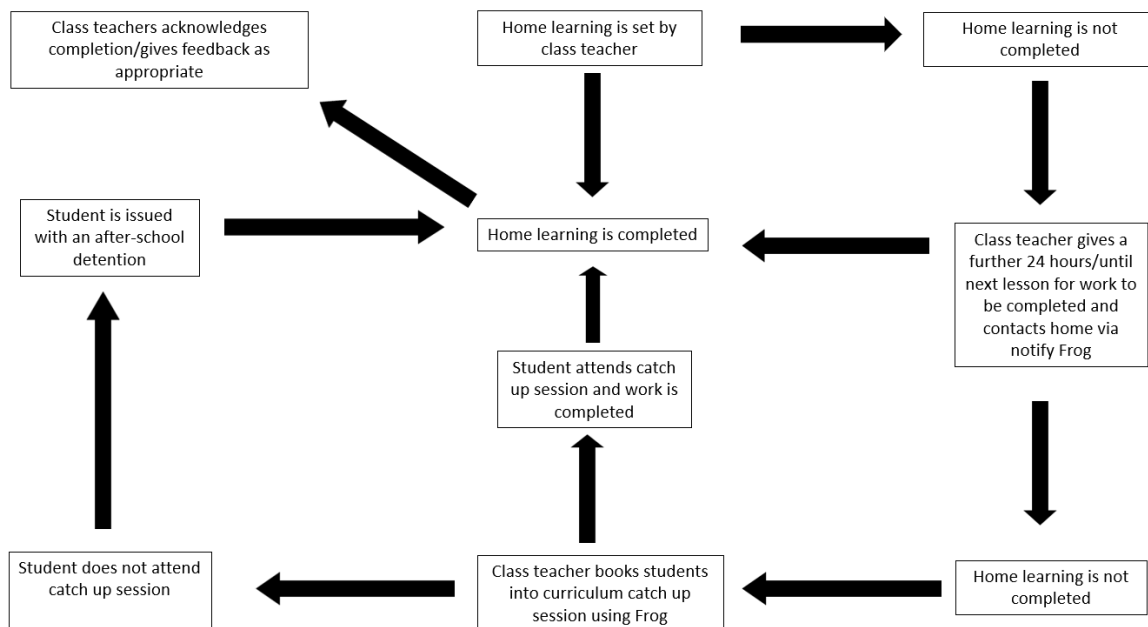 Class teachers acknowledges
completion/gives feedback as
appropriate
Home learning is set by
class teacher
Home learning is not
completed
Student is issued
with an after-school
detention
Home learning is completed
Class teacher gives a
further 24 hours/until
next lesson for work to
be completed and
contacts home via
notify Frog
Student attends catch
up session and work is
completed
Student does not attend
catch up session
Class teacher books students
into curriculum catch up
session using Frog
Home learning is not
completed